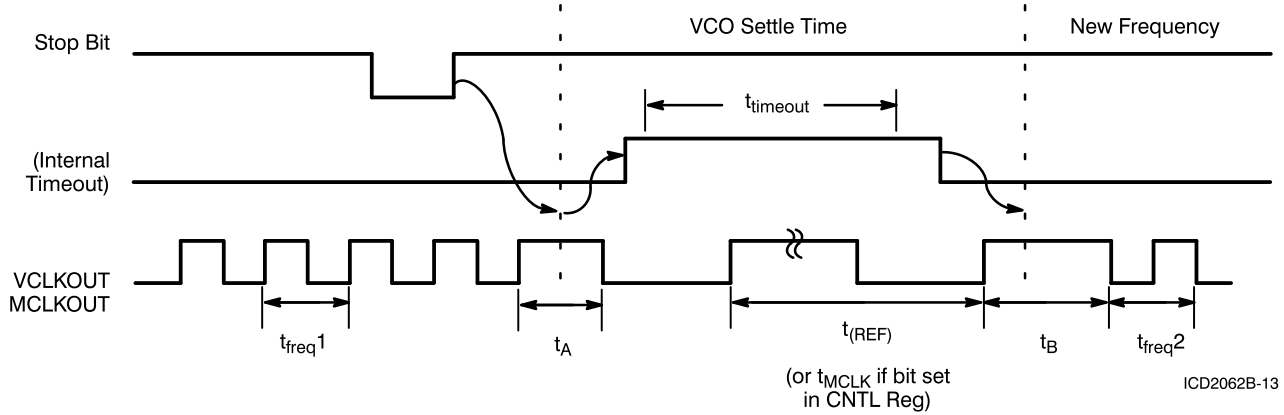 VCO Settle Time
New Frequency
Stop Bit
t_timeout
(Internal
Timeout)
VCLKOUT
MCLKOUT
t_freq1
t_A
t_(REF)
t_B
t_freq2
(or t_MCLK if bit set
in CNTL Reg)
ICD2062B-13